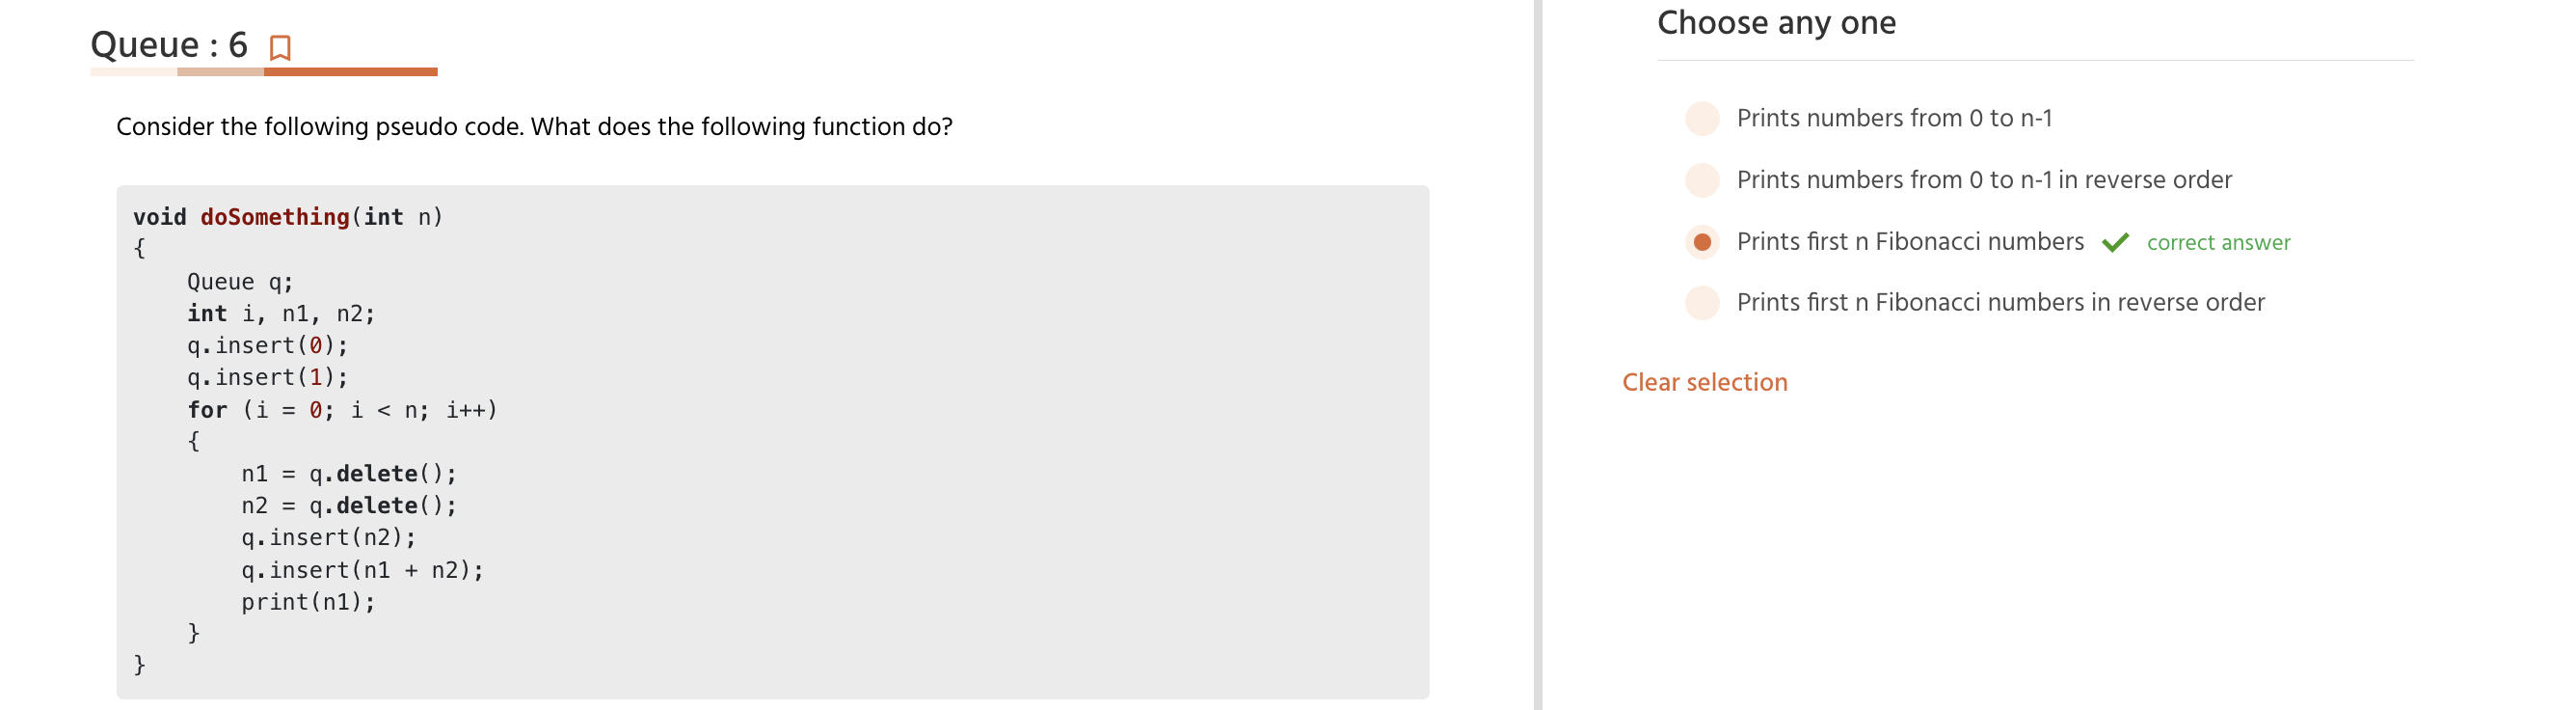 Queue : 6
Consider the following pseudo code. What does the following function do?
void doSomething(int n)
{
    Queue q;
    int i, n1, n2;
    q.insert(0);
    q.insert(1);
    for (i = 0; i < n; i++)
    {
        n1 = q.delete();
        n2 = q.delete();
        q.insert(n2);
        q.insert(n1 + n2);
        print(n1);
    }
}
Choose any one
Prints numbers from 0 to n-1
Prints numbers from 0 to n-1 in reverse order
Prints first n Fibonacci numbers correct answer
Prints first n Fibonacci numbers in reverse order
Clear selection